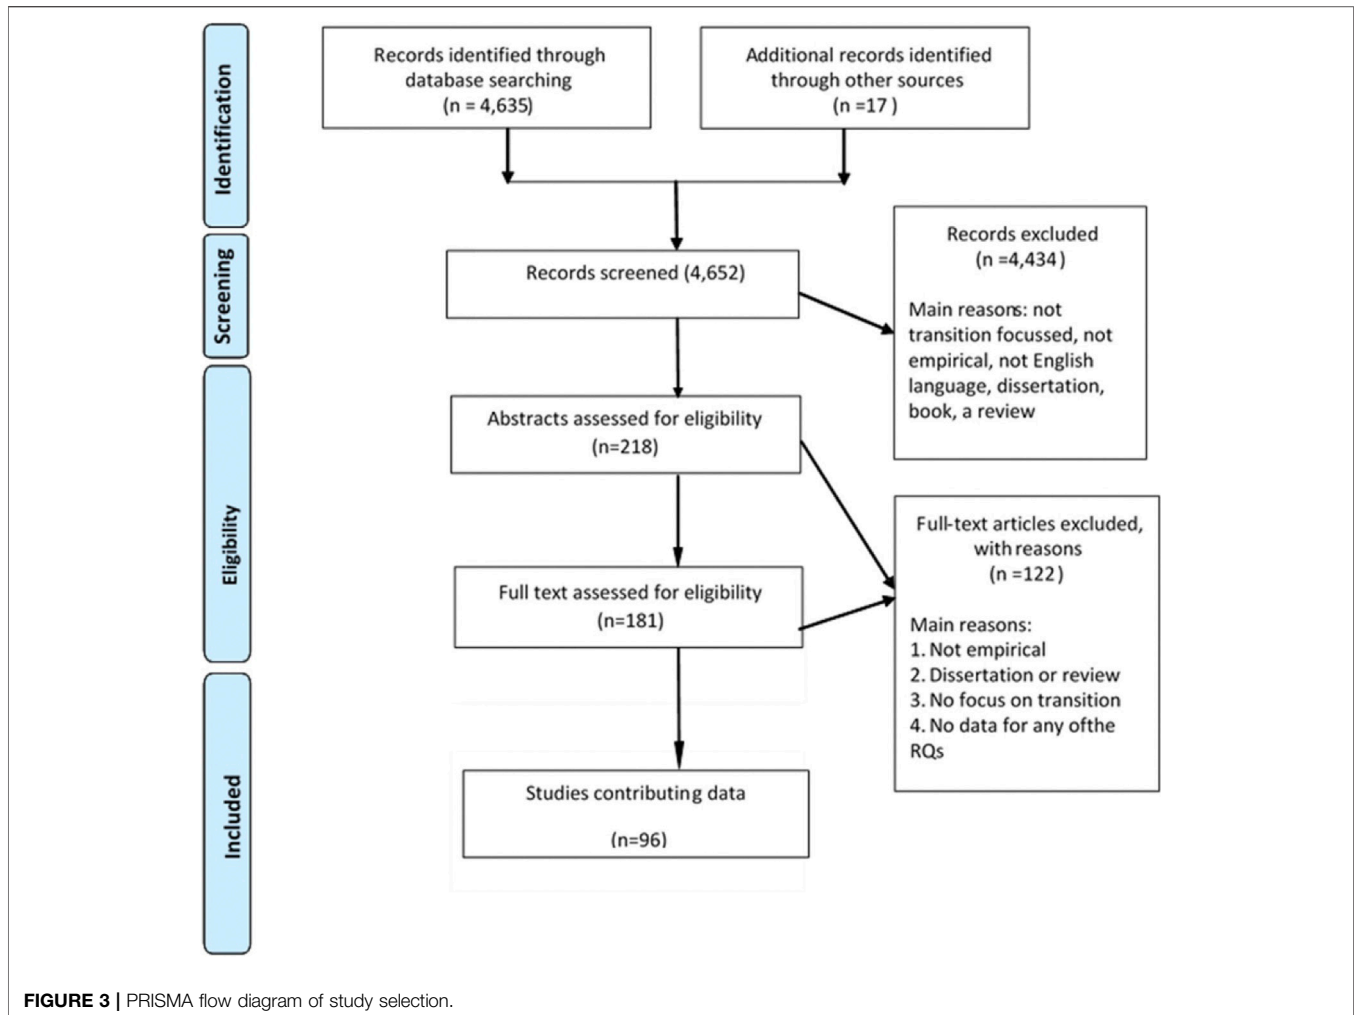 Identification
Records identified through
database searching
(n = 4,635)
Additional records identified
through other sources
(n =17 )
Screening
Records screened (4,652)
Records excluded
(n =4,434 )
Main reasons: not
transition focussed, not
empirical, not English
language, dissertation,
book, a review
Eligibility
Abstracts assessed for eligibility
(n=218)
Full text assessed for eligibility
(n=181)
Full-text articles excluded,
with reasons
(n =122 )
Main reasons:
1. Not empirical
2. Dissertation or review
3. No focus on transition
4. No data for any ofthe
RQs
Included
Studies contributing data
(n=96)
FIGURE 3 | PRISMA flow diagram of study selection.